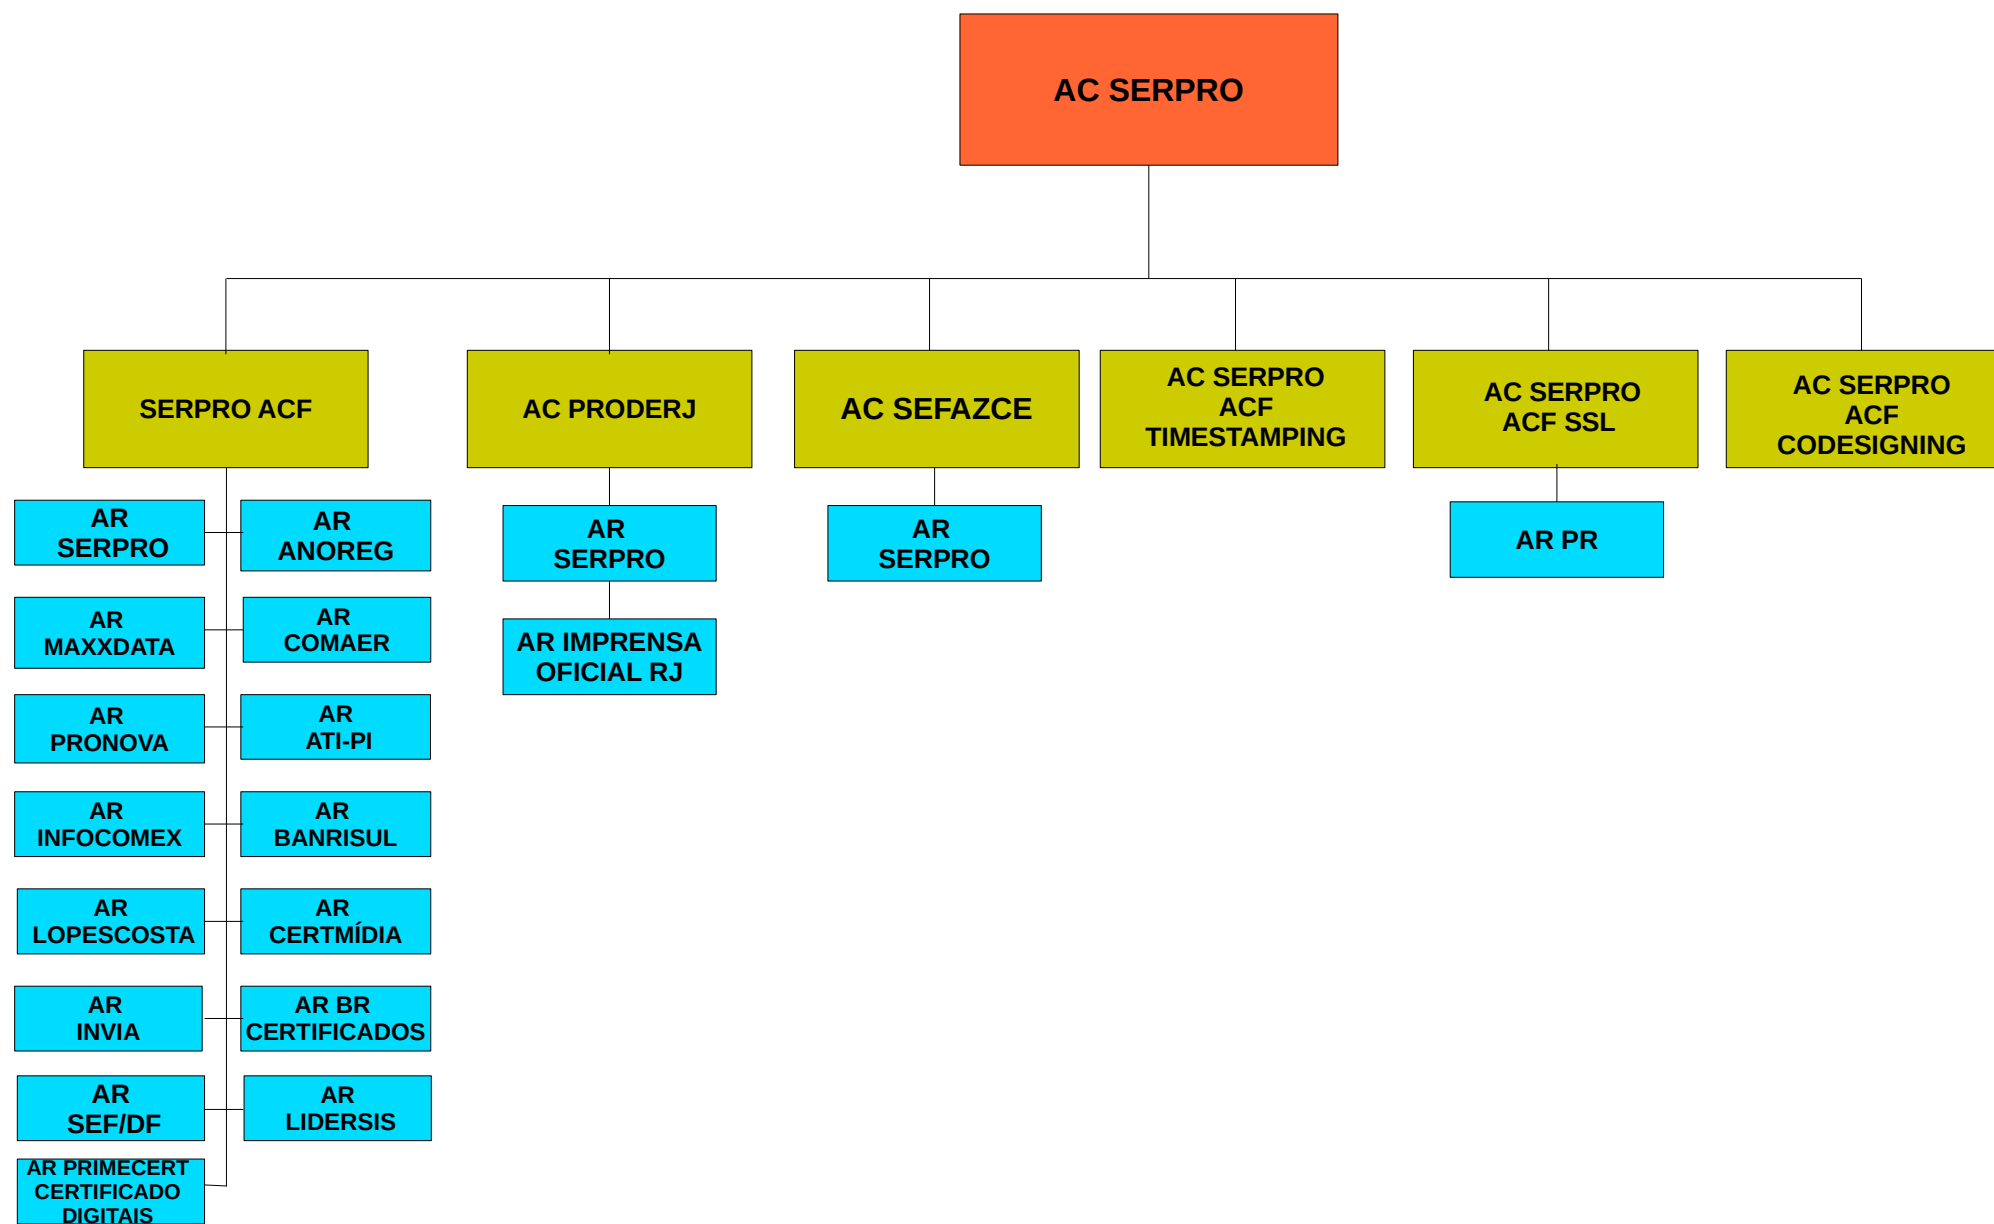 AC SERPRO
SERPRO ACF
AC PRODERJ
AC SEFAZCE
AC SERPRO
ACF
TIMESTAMPING
AC SERPRO
ACF SSL
AC SERPRO
ACF
CODESIGNING
AR
SERPRO
AR
ANOREG
AR
MAXXDATA
AR
COMAER
AR
PRONOVA
AR
ATI-PI
AR
INFOCOMEX
AR
BANRISUL
AR
LOPESCOSTA
AR
CERTMÍDIA
AR
INVIA
AR BR
CERTIFICADOS
AR
SEF/DF
AR
LIDERSIS
AR PRIMECERT
CERTIFICADO
DIGITAIS
AR
SERPRO
AR IMPRENSA
OFICIAL RJ
AR
SERPRO
AR PR